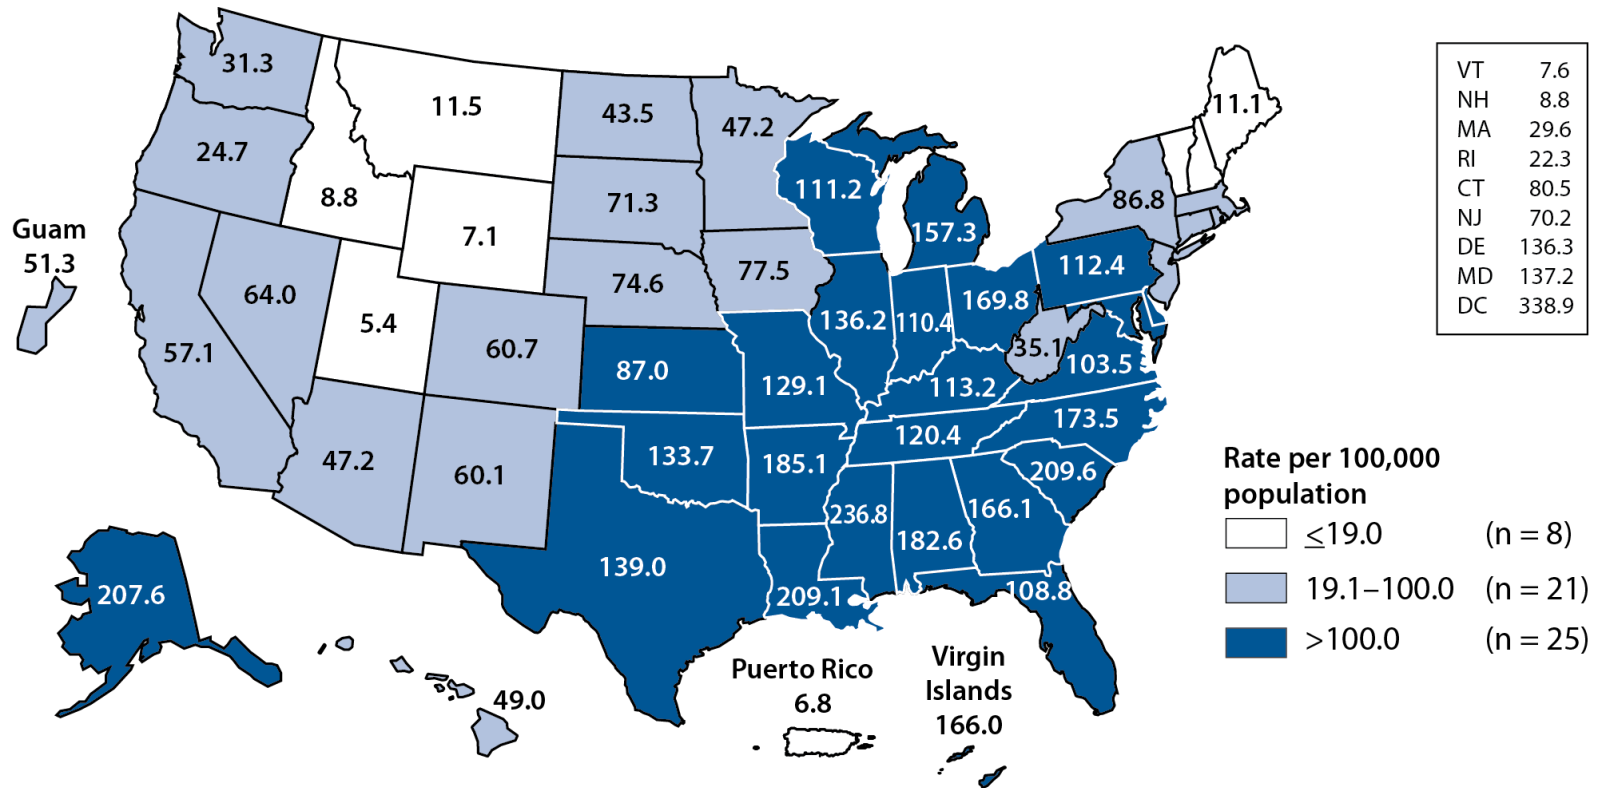 31.3
11.5
43.5
47.2
11.1
24.7
8.8
7.1
71.3
111.2
157.3
86.8
Guam
51.3
64.0
5.4
74.6
77.5
136.2
110.4
169.8
112.4
57.1
60.7
87.0
129.1
113.2
35.1
103.5
47.2
60.1
133.7
185.1
120.4
173.5
209.6
139.0
236.8
182.6
166.1
207.6
209.1
108.8
49.0
Puerto Rico
6.8
Virgin
Islands
166.0
VT 7.6
NH 8.8
MA 29.6
RI 22.3
CT 80.5
NJ 70.2
DE 136.3
MD 137.2
DC 338.9
Rate per 100,000
population
≤19.0 (n = 8)
19.1–100.0 (n = 21)
>100.0 (n = 25)